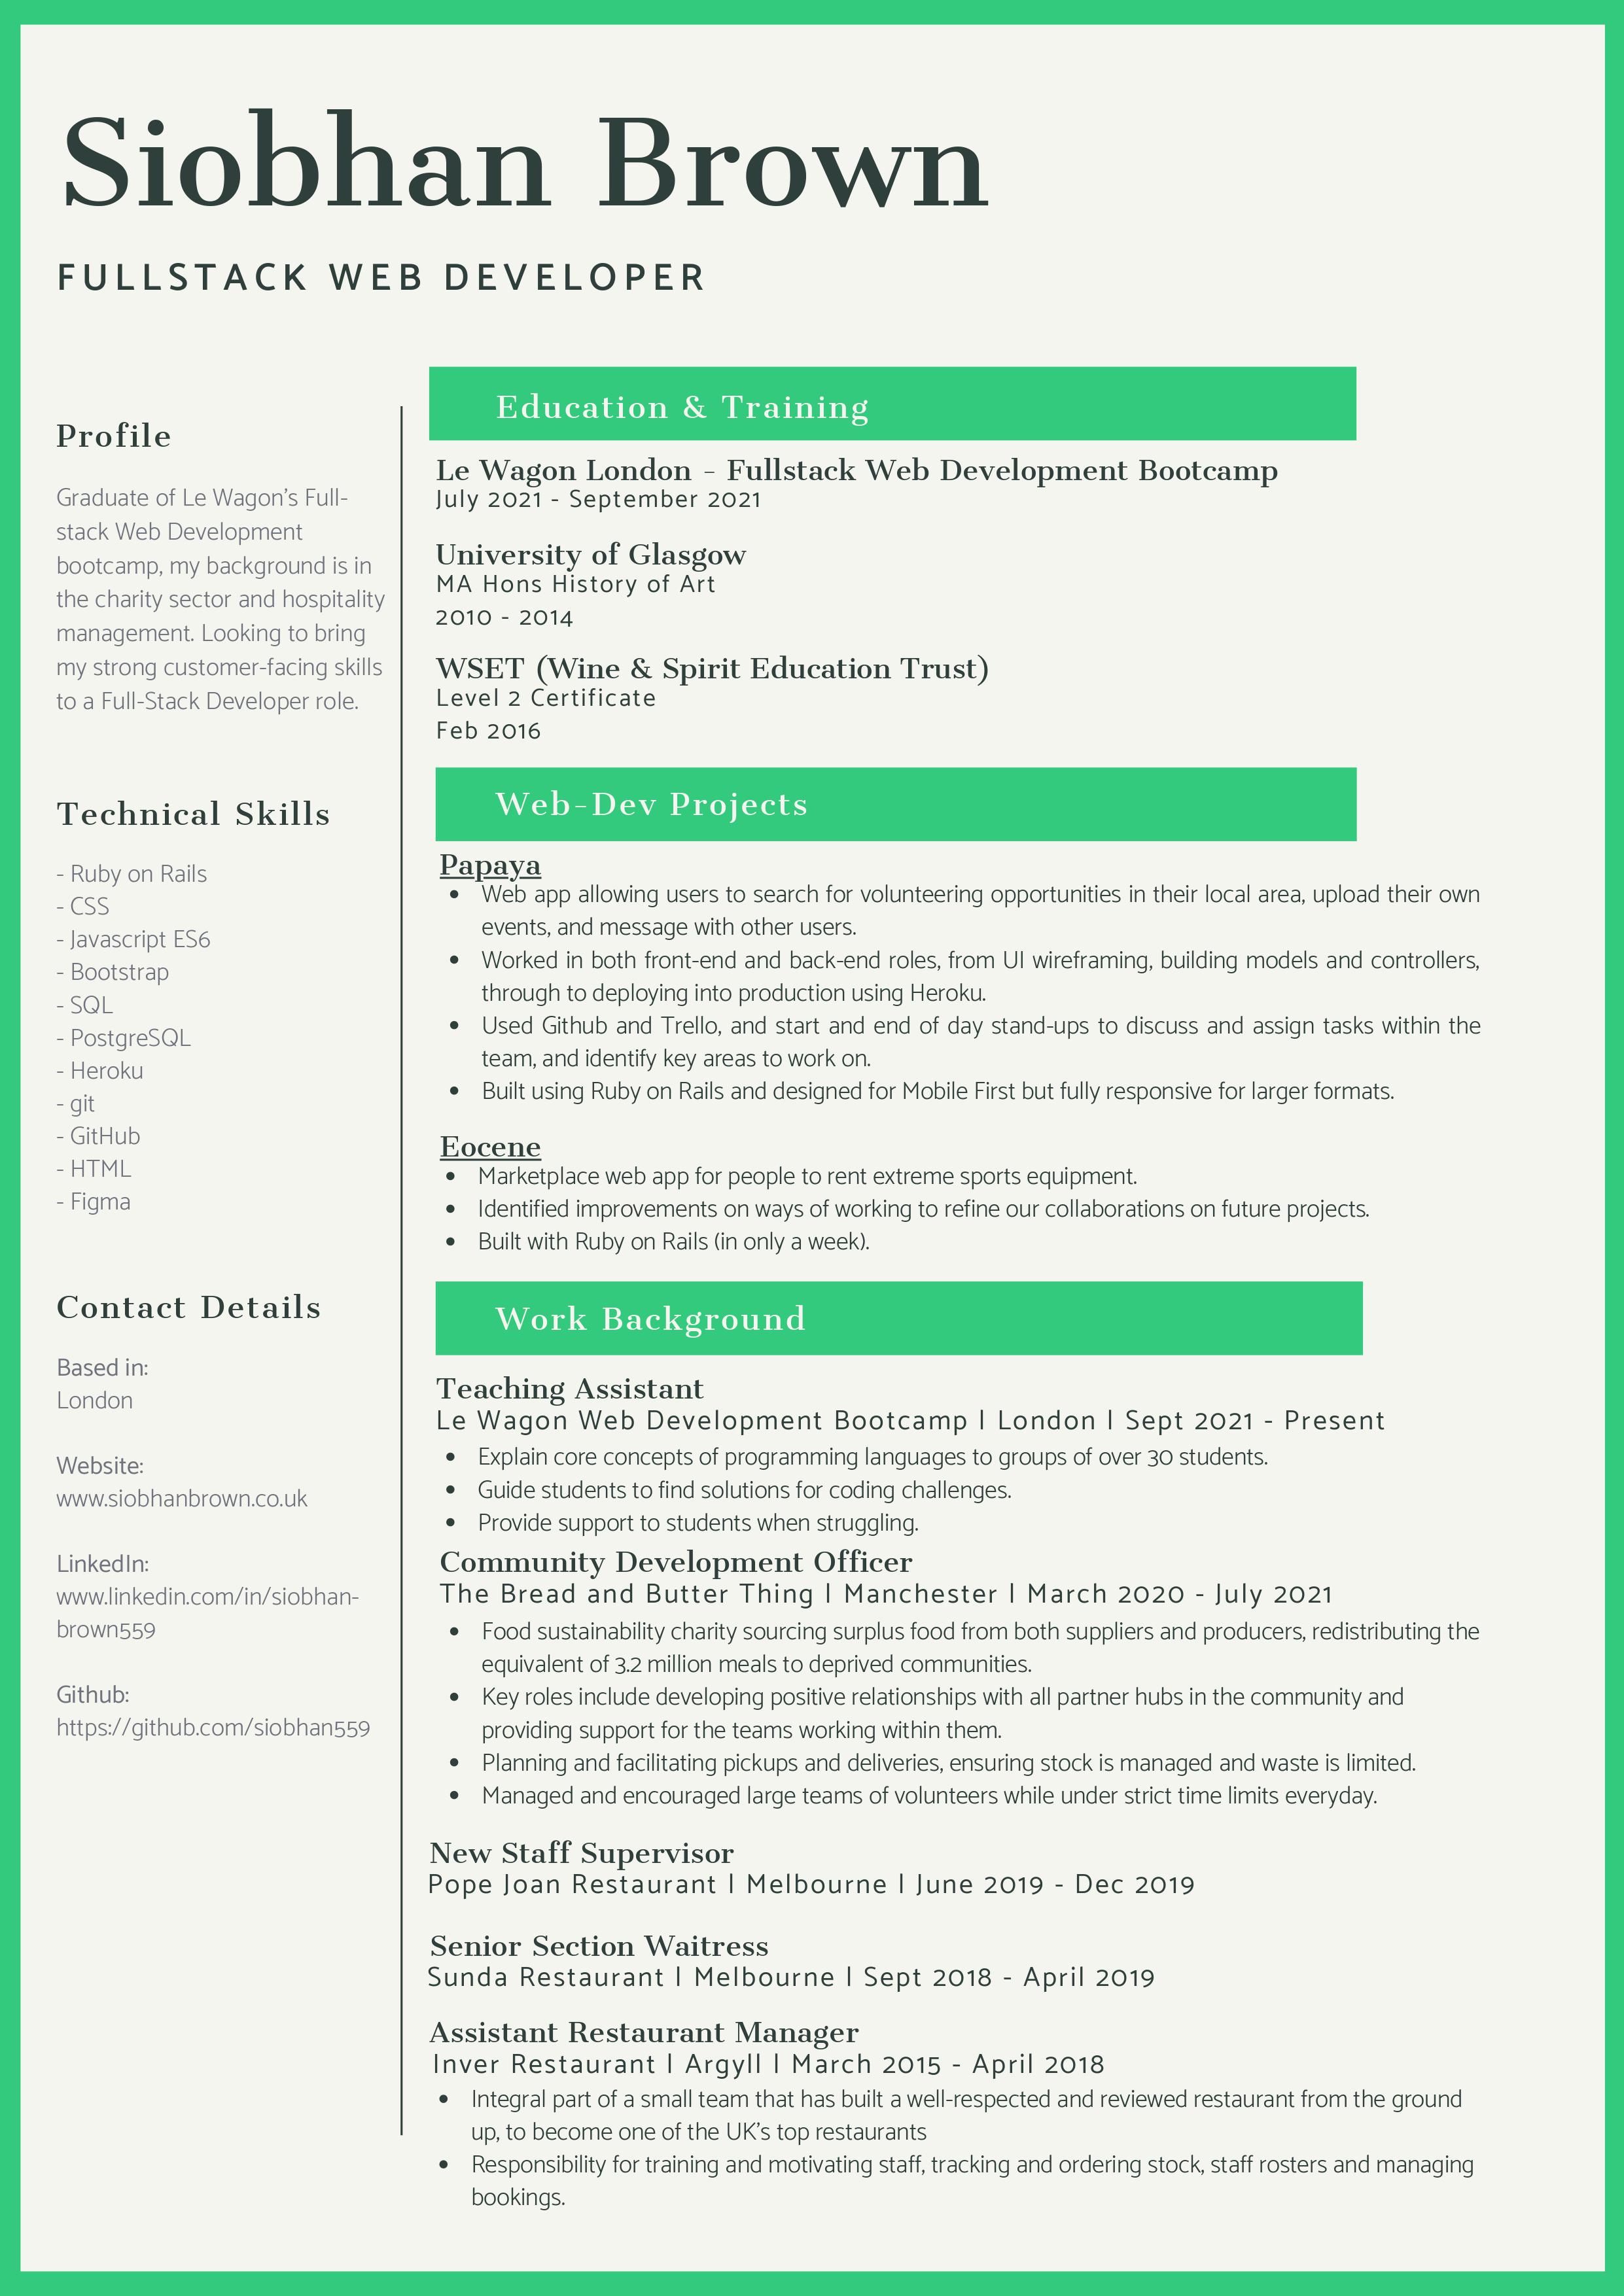 Siobhan Brown
FULLSTACK WEB DEVELOPER
Profile
Graduate of Le Wagon's Full-
stack Web Development
bootcamp, my background is in
the charity sector and hospitality
management. Looking to bring
my strong customer-facing skills
to a Full-Stack Developer role.
Technical Skills
- Ruby on Rails
- CSS
- Javascript ES6
- Bootstrap
- SQL
- PostgreSQL
- Heroku
- git
- GitHub
- HTML
- Figma
Contact Details
Based in:
London
Website:
www.siobhanbrown.co.uk
LinkedIn:
www.linkedin.com/in/siobhan-
brown559
Github:
https://github.com/siobhan559
Education & Training
Le Wagon London - Fullstack Web Development Bootcamp
July 2021 - September 2021
University of Glasgow
MA Hons History of Art
2010 - 2014
WSET (Wine & Spirit Education Trust)
Level 2 Certificate
Feb 2016
Web-Dev Projects
Papaya
• Web app allowing users to search for volunteering opportunities in their local area, upload their own
events, and message with other users.
• Worked in both front-end and back-end roles, from UI wireframing, building models and controllers,
through to deploying into production using Heroku.
• Used Github and Trello, and start and end of day stand-ups to discuss and assign tasks within the
team, and identify key areas to work on.
• Built using Ruby on Rails and designed for Mobile First but fully responsive for larger formats.
Eocene
• Marketplace web app for people to rent extreme sports equipment.
• Identified improvements on ways of working to refine our collaborations on future projects.
• Built with Ruby on Rails (in only a week).
Work Background
Teaching Assistant
Le Wagon Web Development Bootcamp l London l Sept 2021 - Present
• Explain core concepts of programming languages to groups of over 30 students.
• Guide students to find solutions for coding challenges.
• Provide support to students when struggling.
Community Development Officer
The Bread and Butter Thing l Manchester l March 2020 - July 2021
• Food sustainability charity sourcing surplus food from both suppliers and producers, redistributing the
equivalent of 3.2 million meals to deprived communities.
• Key roles include developing positive relationships with all partner hubs in the community and
providing support for the teams working within them.
• Planning and facilitating pickups and deliveries, ensuring stock is managed and waste is limited.
• Managed and encouraged large teams of volunteers while under strict time limits everyday.
New Staff Supervisor
Pope Joan Restaurant l Melbourne l June 2019 - Dec 2019
Senior Section Waitress
Sunda Restaurant l Melbourne l Sept 2018 - April 2019
Assistant Restaurant Manager
Inver Restaurant l Argyll l March 2015 - April 2018
• Integral part of a small team that has built a well-respected and reviewed restaurant from the ground
up, to become one of the UK's top restaurants
• Responsibility for training and motivating staff, tracking and ordering stock, staff rosters and managing
bookings.